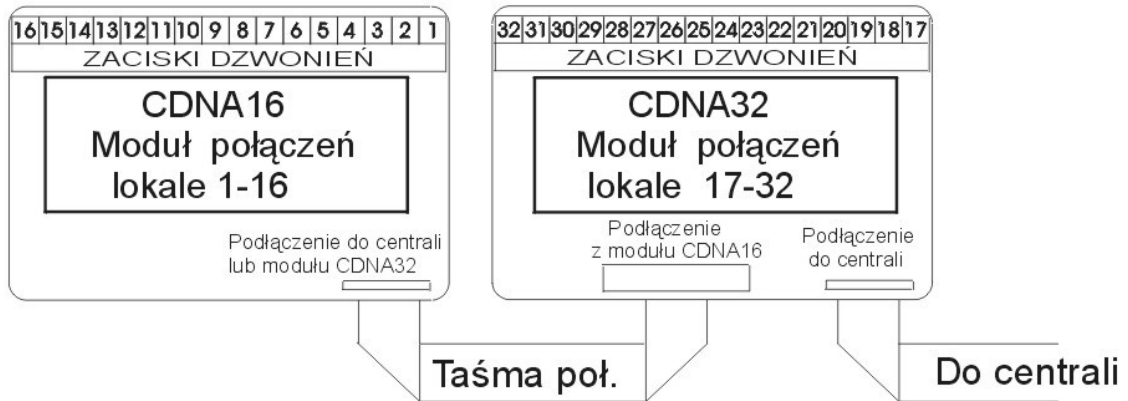 16 15 14 13 12 11 10 9 8 7 6 5 4 3 2 1
ZACISKI DZWONIEŃ
CDNA16
Moduł połączeń
lokale 1-16
Podłączenie do centrali
lub modułu CDNA32
32 31 30 29 28 27 26 25 24 23 22 21 20 19 18 17
ZACISKI DZWONIEŃ
CDNA32
Moduł połączeń
lokale 17-32
Podłączenie
z modułu CDNA16
Podłączenie
do centrali
Taśma poł.
Do centrali